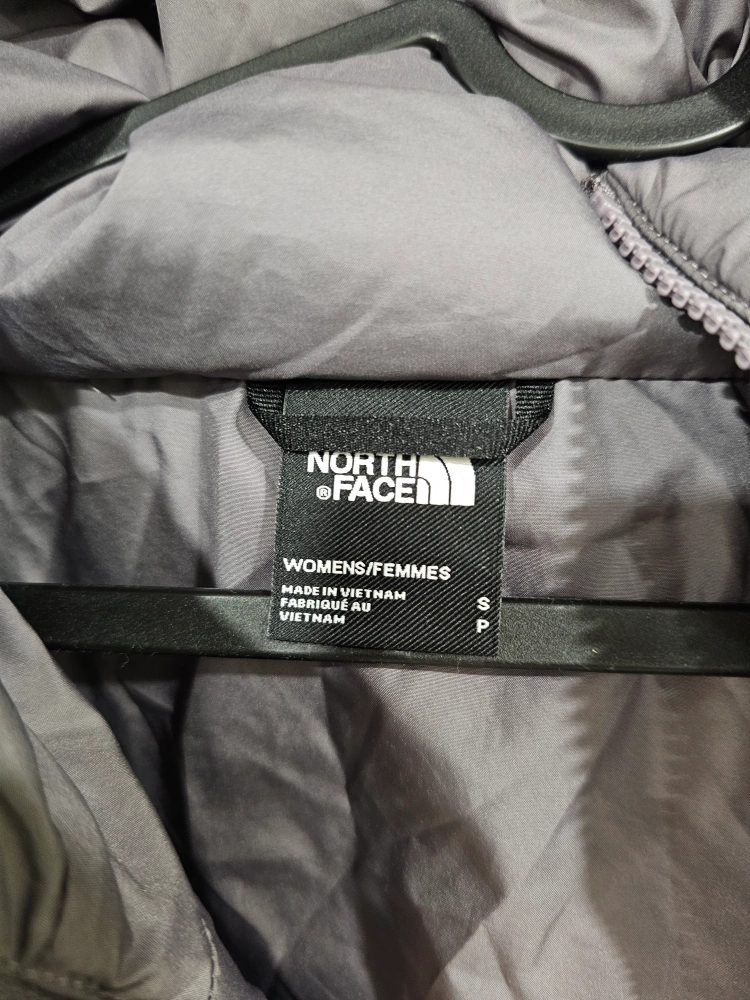 NORTH
®FACE
WOMENS/FEMMES
MADE IN VIETNAM
FABRIQUÉ AU
VIETNAM
S
P